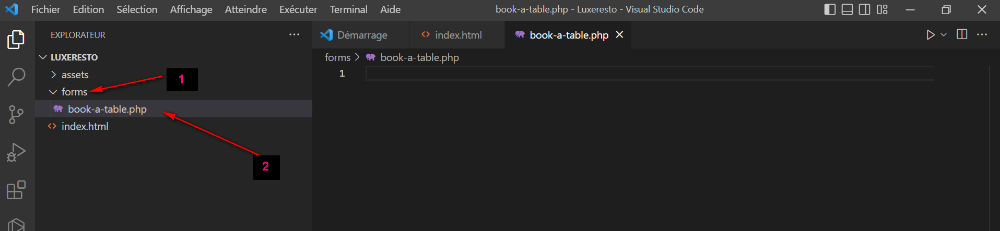 Fichier Edition Sélection Affichage Atteindre Exécuter Terminal Aide book-a-table.php - Luxeresto - Visual Studio Code
EXPLORATEUR ···
LUXERESTO
assets
forms
book-a-table.php
index.html
1
2
Démarrage index.html book-a-table.php
forms > book-a-table.php
1